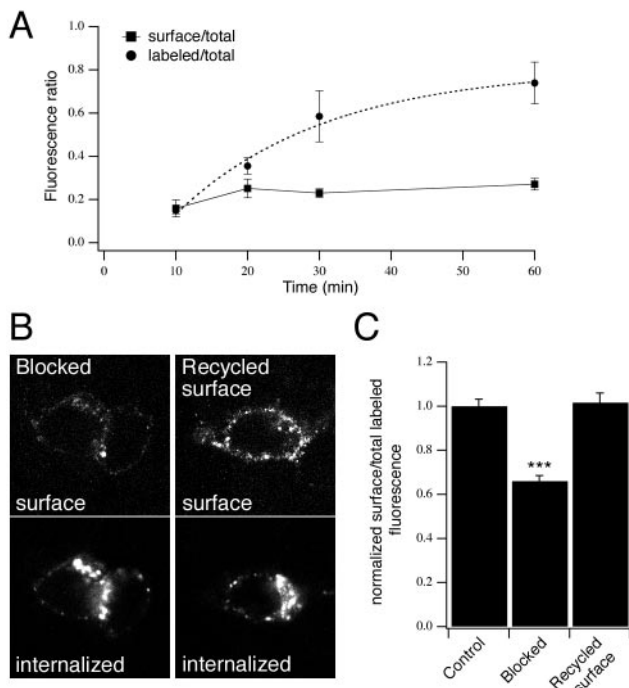 A
surface/total
labeled/total
Fluorescence ratio
1.0
0.8
0.6
0.4
0.2
0.0
0
10
20
30
40
50
60
Time (min)
B
Blocked
surface
Recycled
surface
surface
internalized
internalized
C
normalized surface/total labeled
fluorescence
1.2
1.0
0.8
0.6
0.4
0.2
0.0
***
Control
Blocked
Recycled
surface